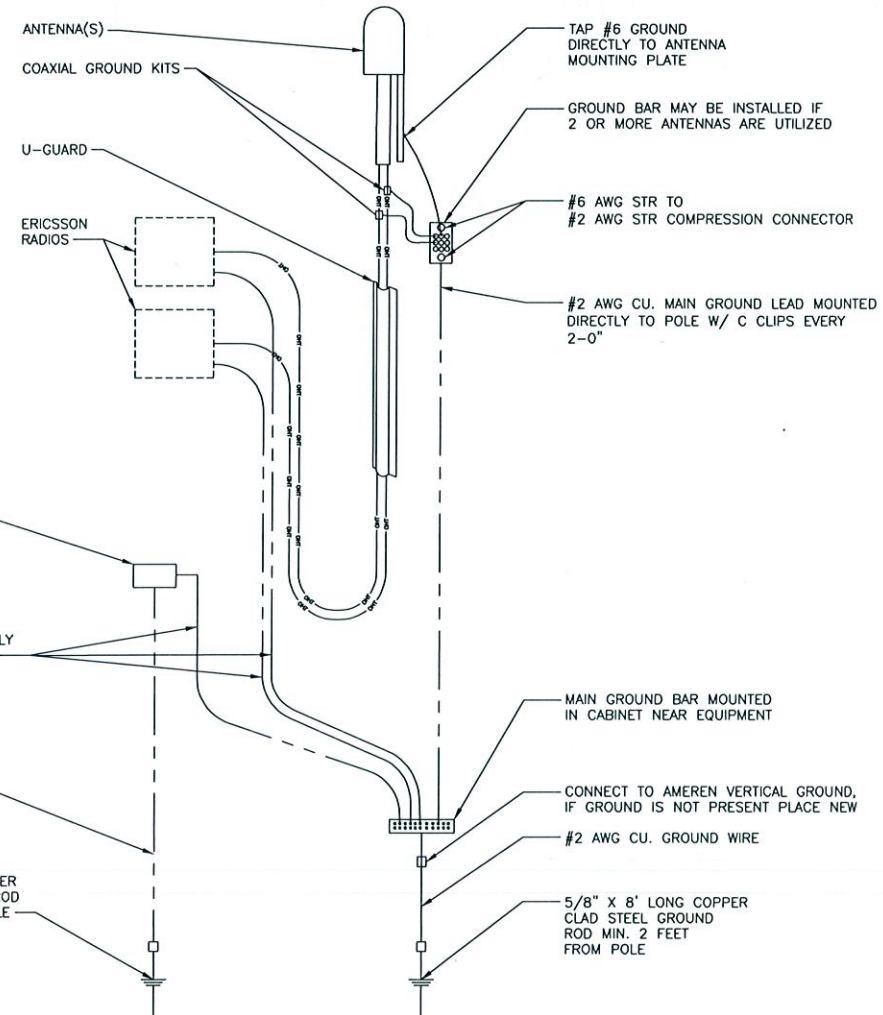 ANTENNA(S)
COAXIAL GROUND KITS
U-GUARD
ERICSSON
RADIOS
TAP #6 GROUND
DIRECTLY TO ANTENNA
MOUNTING PLATE
GROUND BAR MAY BE INSTALLED IF
2 OR MORE ANTENNAS ARE UTILIZED
#6 AWG STR TO
#2 AWG STR COMPRESSION CONNECTOR
#2 AWG CU. MAIN GROUND LEAD MOUNTED
DIRECTLY TO POLE W/ C CLIPS EVERY
2-0"
LY
MAIN GROUND BAR MOUNTED
IN CABINET NEAR EQUIPMENT
CONNECT TO AMEREN VERTICAL GROUND,
IF GROUND IS NOT PRESENT PLACE NEW
#2 AWG CU. GROUND WIRE
ER
OD
LE
5/8" X 8' LONG COPPER
CLAD STEEL GROUND
ROD MIN. 2 FEET
FROM POLE